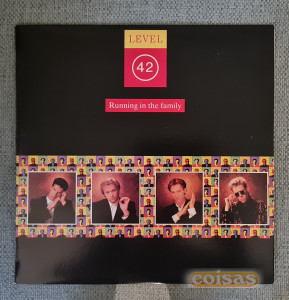 LEVEL
42
Running in the family
coisas